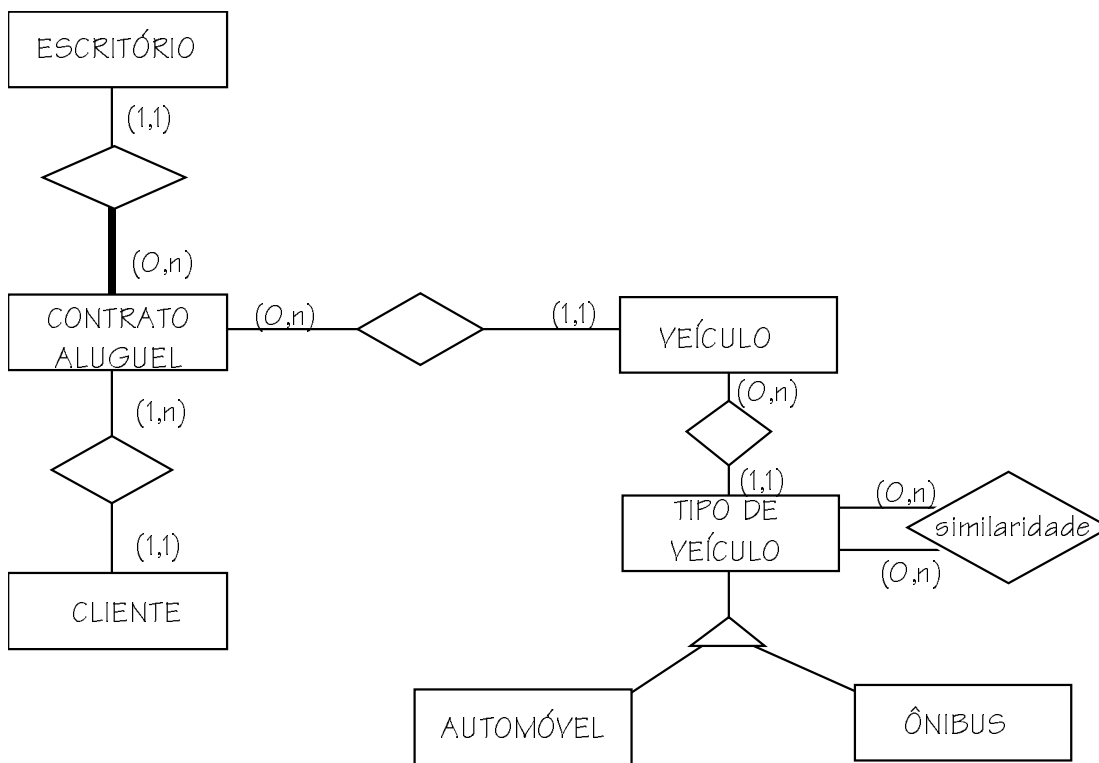 ESCRITÓRIO
(1,1)
(0,n)
CONTRATO
ALUGUEL
(0,n)
(1,1)
VEÍCULO
(1,n)
(1,1)
CLIENTE
(0,n)
(1,1)
TIPO DE
VEÍCULO
(0,n)
similaridade
(0,n)
AUTOMÓVEL
ÔNIBUS